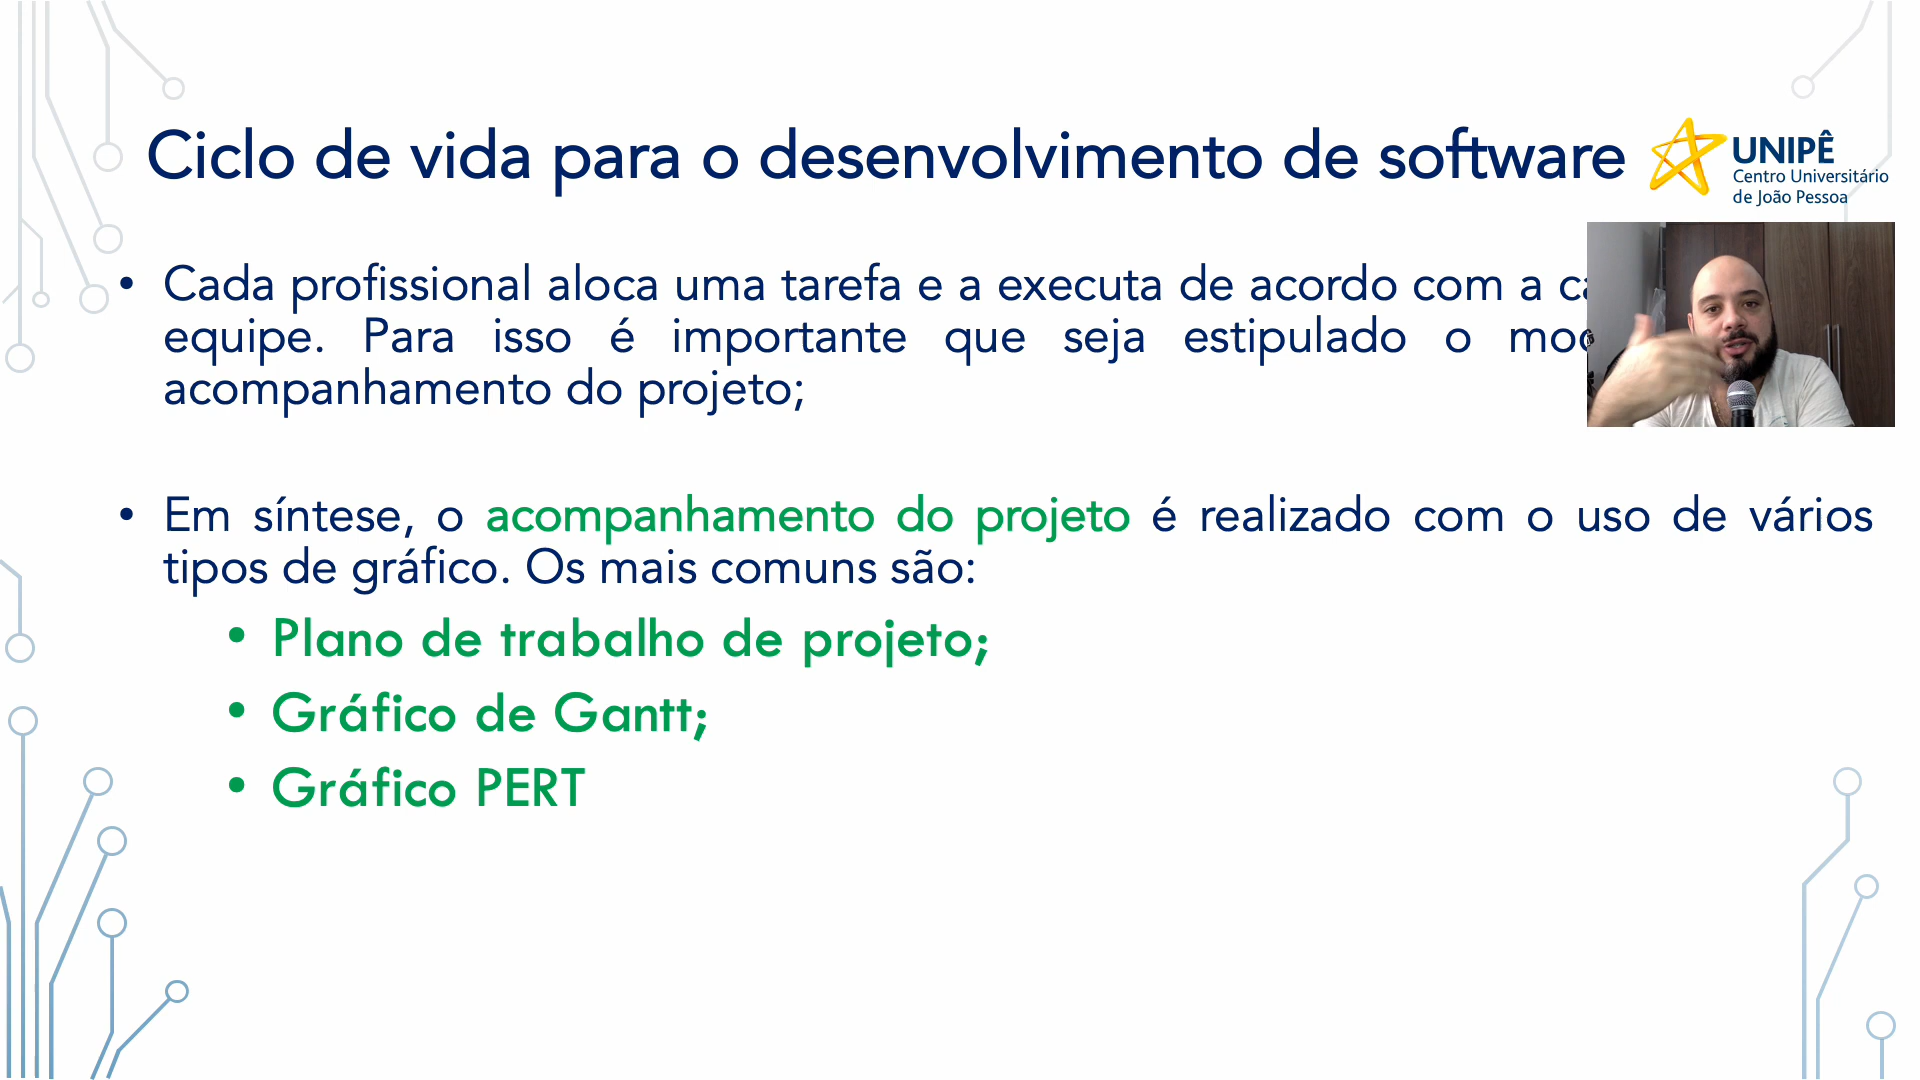 Ciclo de vida para o desenvolvimento de software
UNIPÊ
Centro Universitário
de João Pessoa
• Cada profissional aloca uma tarefa e a executa de acordo com a
equipe. Para isso é importante que seja estipulado o
acompanhamento do projeto;
• Em síntese, o acompanhamento do projeto é realizado com o uso de vários
tipos de gráfico. Os mais comuns são:
• Plano de trabalho de projeto;
• Gráfico de Gantt;
• Gráfico PERT